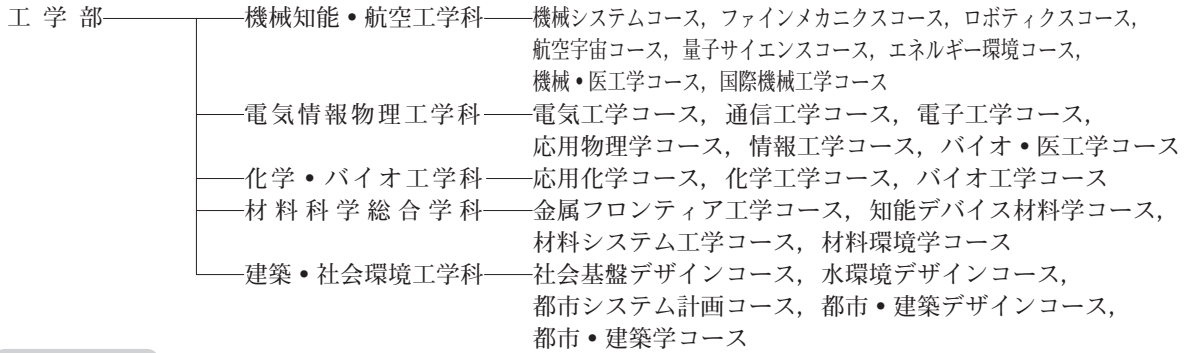 工学部 機械知能・航空工学科 機械システムコース，ファインメカニクスコース，ロボティクスコース，
航空宇宙コース，量子サイエンスコース，エネルギー環境コース，
機械・医工学コース，国際機械工学コース
電気情報物理工学科 電気工学コース，通信工学コース，電子工学コース，
応用物理学コース，情報工学コース，バイオ・医工学コース
化学・バイオ工学科 応用化学コース，化学工学コース，バイオ工学コース
材料科学総合学科 金属フロンティア工学コース，知能デバイス材料学コース，
材料システム工学コース，材料環境学コース
建築・社会環境工学科 社会基盤デザインコース，水環境デザインコース，
都市システム計画コース，都市・建築デザインコース，
都市・建築学コース